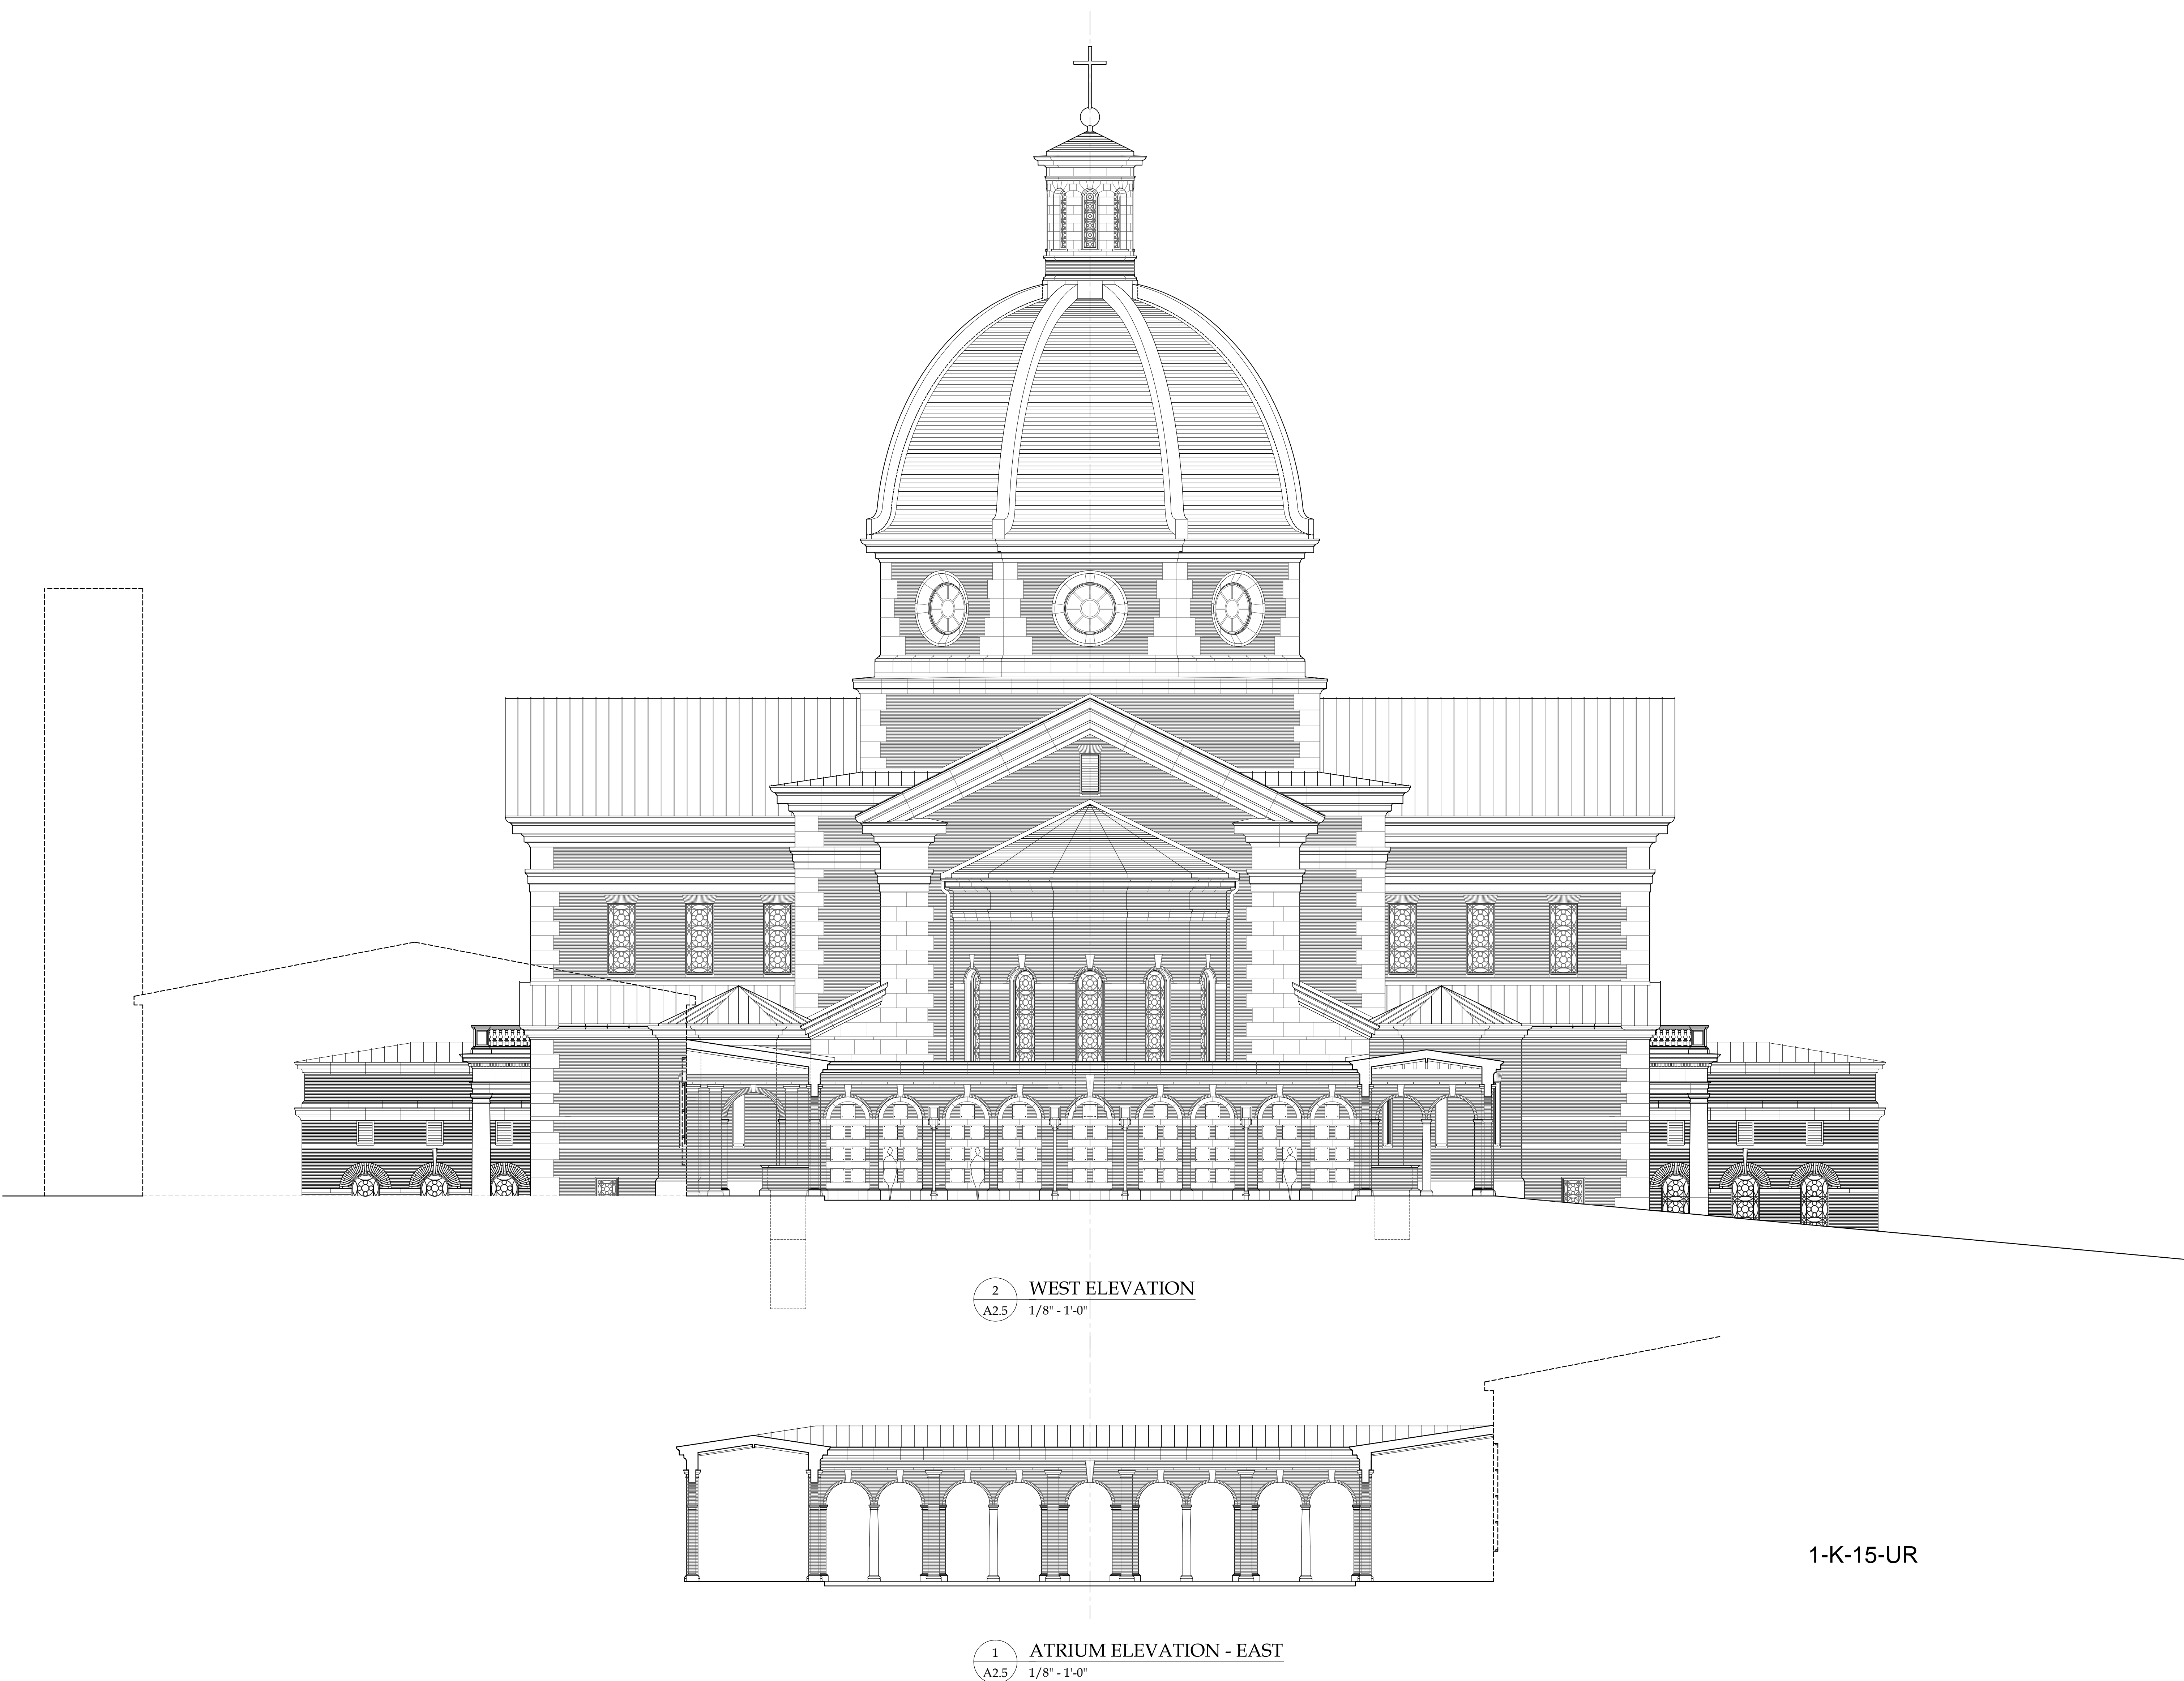 2
A2.5
WEST ELEVATION
1/8" - 1'-0"
1-K-15-UR
1
A2.5
ATRIUM ELEVATION - EAST
1/8" - 1'-0"